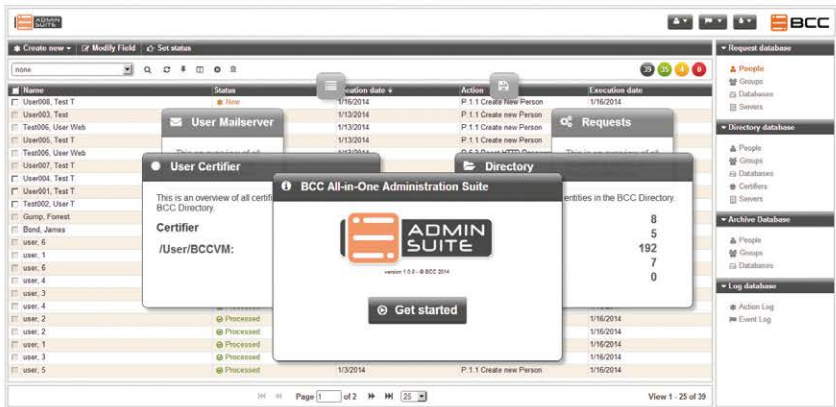 ADMIN
SUITE
BCC
Create new
Modify Field
Set status
Request database
none
39
35
4
0
People
Groups
Databases
Servers
Name Status cation date Action Execution date
User008, Test T New 1/16/2014 P.1.1 Create New Person 1/16/2014
User003, Test 1/13/2014 P.1.1 Create new Person
Test006, User Web 1/13/2014 P.1.1 Create new Person
User005, Test T 1/13/2014 P.1.1 Create new Person
Test006, User Web
User007, Test T
User004, Test T
User001, Test T
Test002, User T
Gump, Forrest
Bond, James
user, 6
user, 1
user, 6
user, 4
user, 3
user, 4
user, 2 Processed 1/16/2014
user, 2 Processed 1/16/2014
user, 1 Processed 1/16/2014
user, 3 Processed 1/16/2014
user, 5 Processed 1/3/2014 P.1.1 Create new Person 1/16/2014
User Mailserver
Requests
User Certifier
This is an overview of all certifi
BCC Directory.
Certifier
/User/BCCVM:
Directory
entities in the BCC Directory.
8
5
192
7
0
BCC All-in-One Administration Suite
ADMIN
SUITE
version 1.0.0 - © BCC 2014
Get started
Directory database
People
Groups
Databases
Certifiers
Servers
Archive Database
People
Groups
Databases
Log database
Action Log
Event Log
Page 1 of 2 25
View 1 - 25 of 39